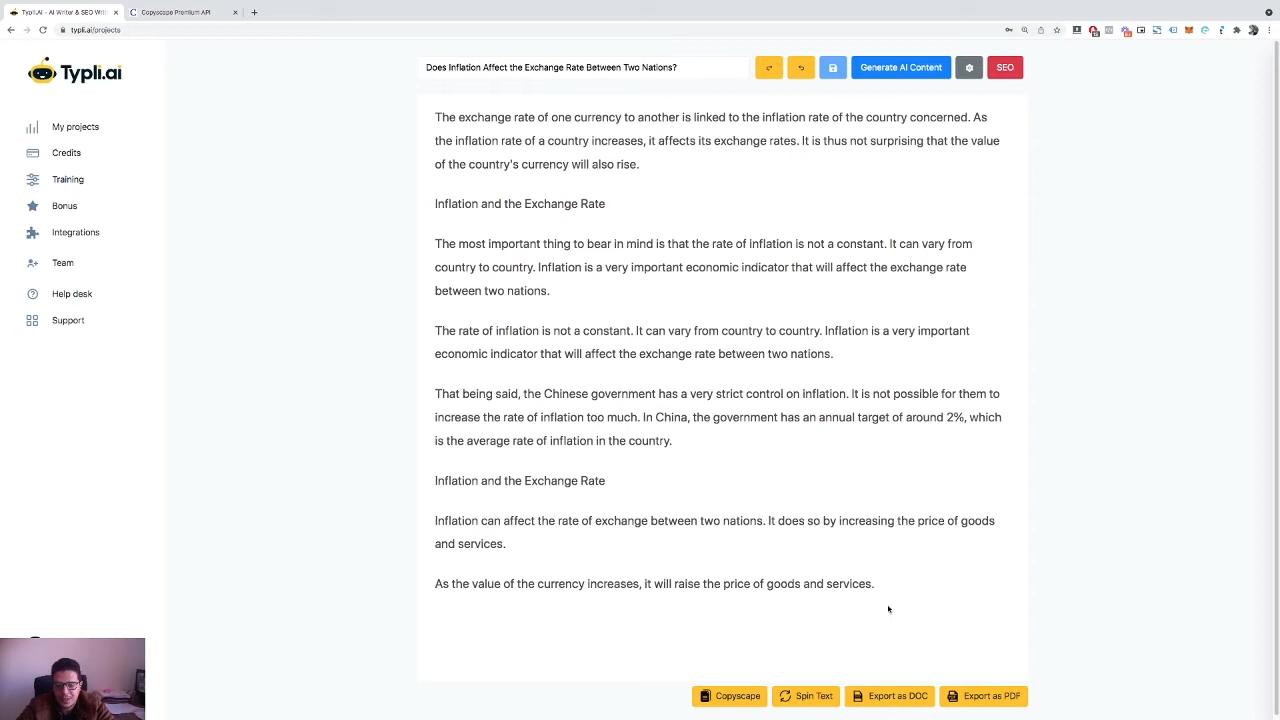 Typli.AI - AI Writer & SEO Writ
Copyscape Premium API
typli.ai/projects
Typli.ai
My projects
Credits
Training
Bonus
Integrations
Team
Help desk
Support
Does Inflation Affect the Exchange Rate Between Two Nations?
Generate AI Content
SEO
The exchange rate of one currency to another is linked to the inflation rate of the country concerned. As
the inflation rate of a country increases, it affects its exchange rates. It is thus not surprising that the value
of the country's currency will also rise.
Inflation and the Exchange Rate
The most important thing to bear in mind is that the rate of inflation is not a constant. It can vary from
country to country. Inflation is a very important economic indicator that will affect the exchange rate
between two nations.
The rate of inflation is not a constant. It can vary from country to country. Inflation is a very important
economic indicator that will affect the exchange rate between two nations.
That being said, the Chinese government has a very strict control on inflation. It is not possible for them to
increase the rate of inflation too much. In China, the government has an annual target of around 2%, which
is the average rate of inflation in the country.
Inflation and the Exchange Rate
Inflation can affect the rate of exchange between two nations. It does so by increasing the price of goods
and services.
As the value of the currency increases, it will raise the price of goods and services.
Copyscape
Spin Text
Export as DOC
Export as PDF